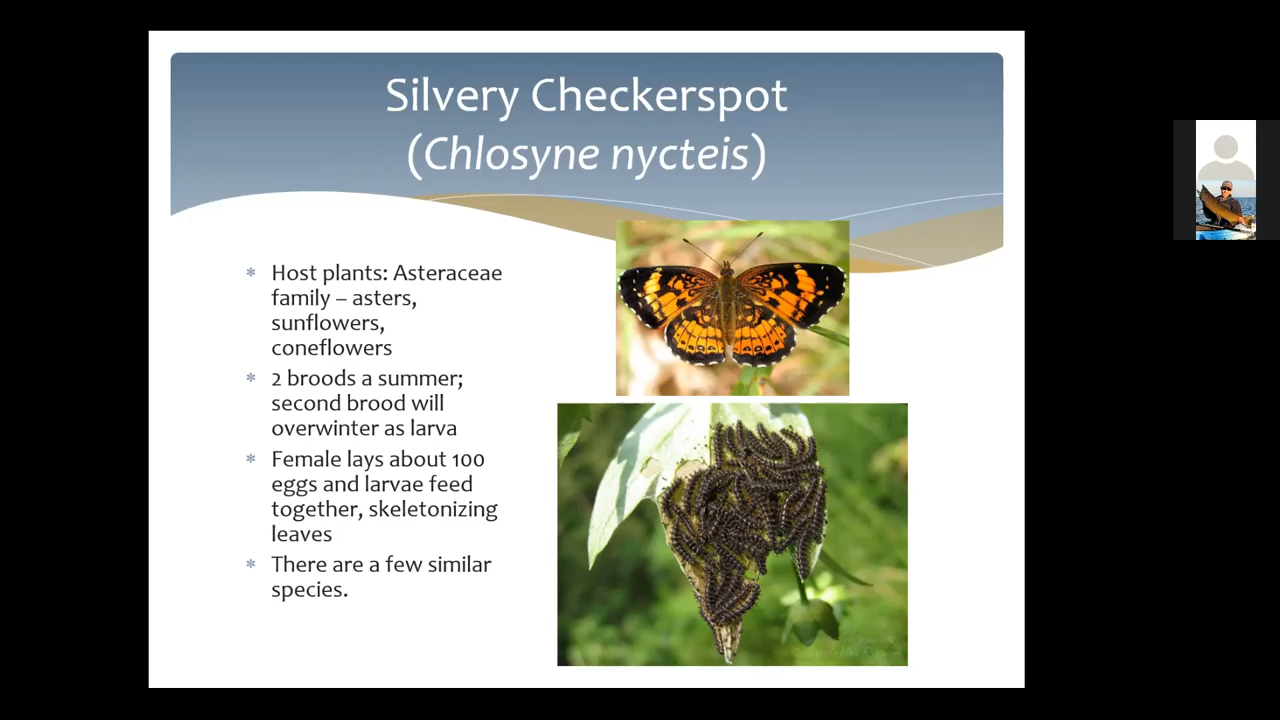 Silvery Checkerspot
(Chlosyne nycteis)
* Host plants: Asteraceae
family – asters,
sunflowers,
coneflowers
* 2 broods a summer;
second brood will
overwinter as larva
* Female lays about 100
eggs and larvae feed
together, skeletonizing
leaves
* There are a few similar
species.